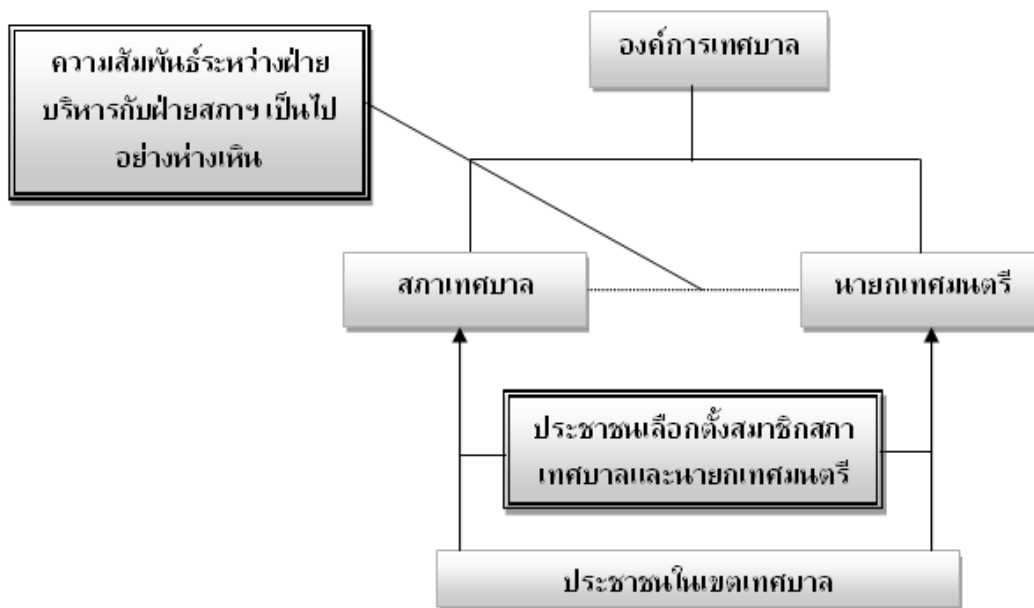 องค์การเทศบาล
ความสัมพันธ์ระหว่างฝ่าย
บริหารกับฝ่ายสภาฯ เป็นไป
อย่างห่างเหิน
สภาเทศบาล
นายกเทศมนตรี
ประชาชนเลือกตั้งสมาชิกสภา
เทศบาลและนายกเทศมนตรี
ประชาชนในเขตเทศบาล